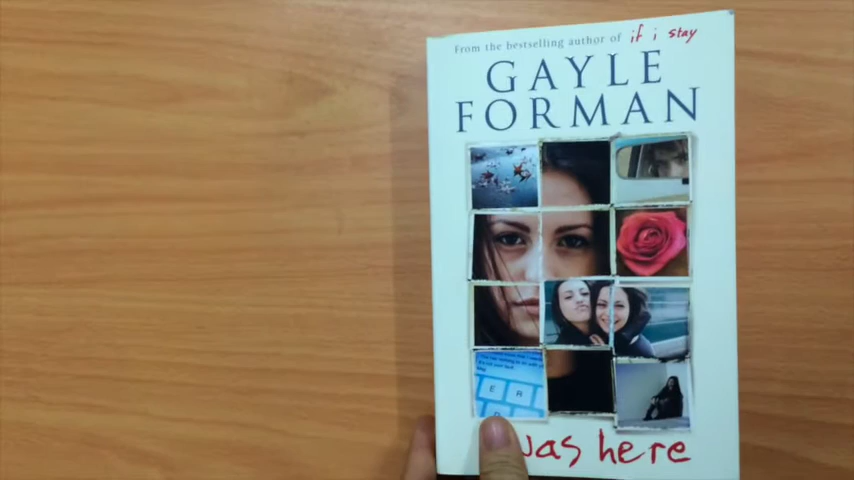 From the bestselling author of if i stay
GAYLE
FORMAN
E R
was here